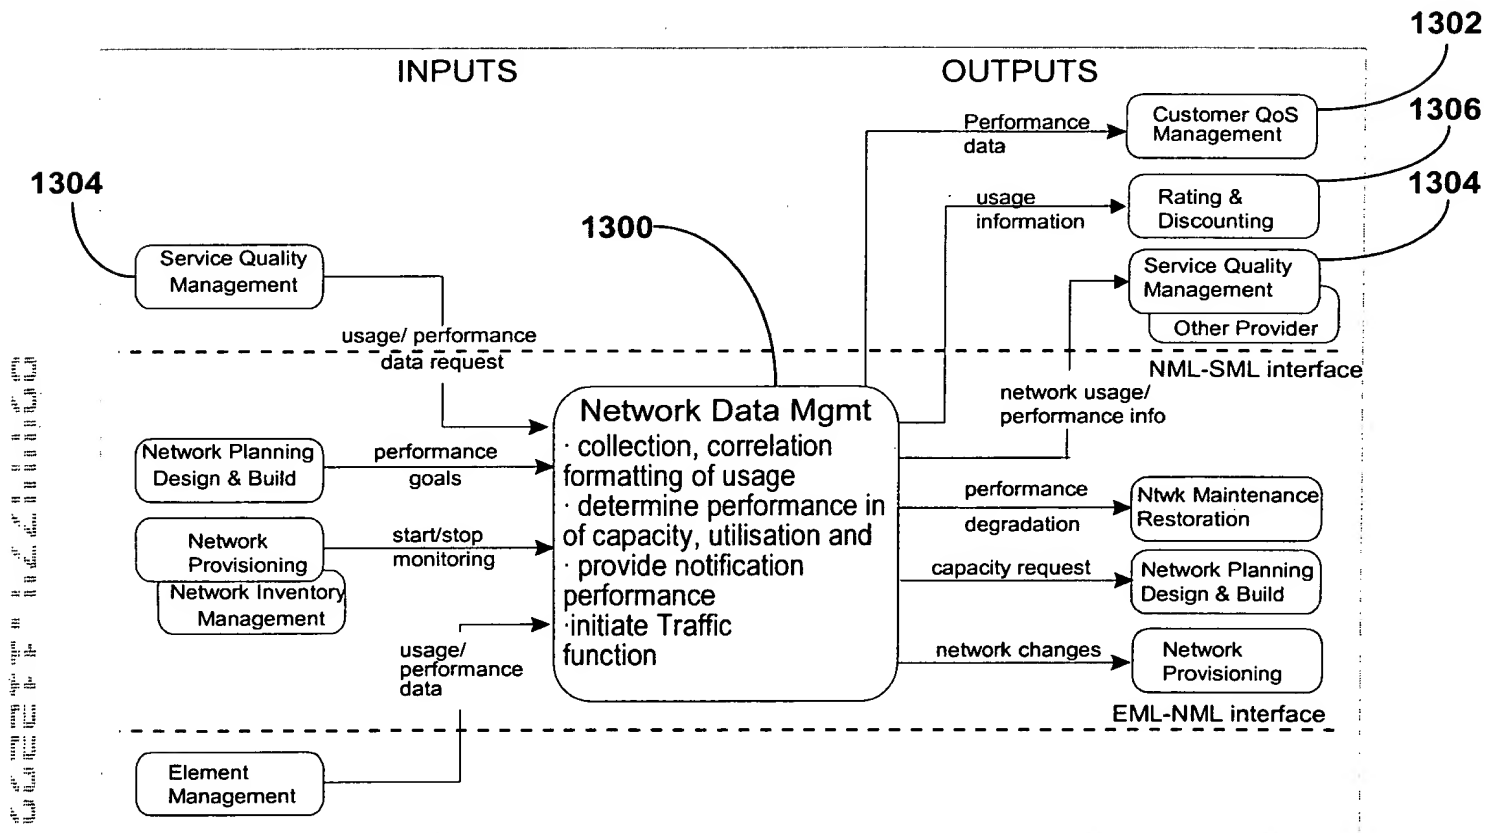 1302
INPUTS
OUTPUTS
1306
1304
1304
1300
Customer QoS
Management
Performance
data
Rating &
Discounting
usage
information
Service Quality
Management
Service Quality
Management
Other Provider
usage/ performance
data request
NML-SML interface
network usage/
performance info
Network Data Mgmt
· collection, correlation
formatting of usage
· determine performance in
of capacity, utilisation and
· provide notification
performance
·initiate Traffic
function
Network Planning
Design & Build
performance
goals
Network
Provisioning
Network Inventory
Management
start/stop
monitoring
usage/
performance
data
performance
degradation
Ntwk Maintenance
Restoration
capacity request
Network Planning
Design & Build
network changes
Network
Provisioning
EML-NML interface
Element
Management